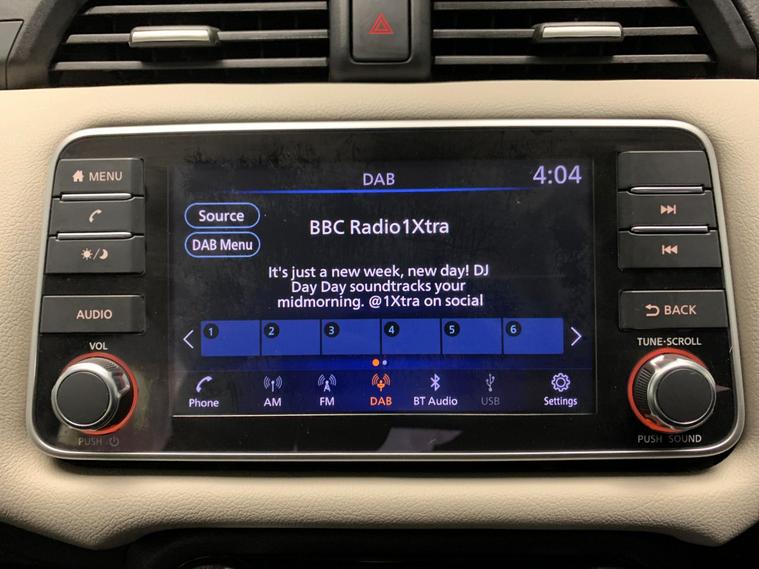 MENU
AUDIO
VOL
PUSH
DAB
4:04
Source
DAB Menu
BBC Radio1Xtra
It's just a new week, new day! DJ
Day Day soundtracks your
midmorning. @1Xtra on social
1 2 3 4 5 6
Phone AM FM DAB BT Audio USB Settings
BACK
TUNE·SCROLL
PUSH SOUND